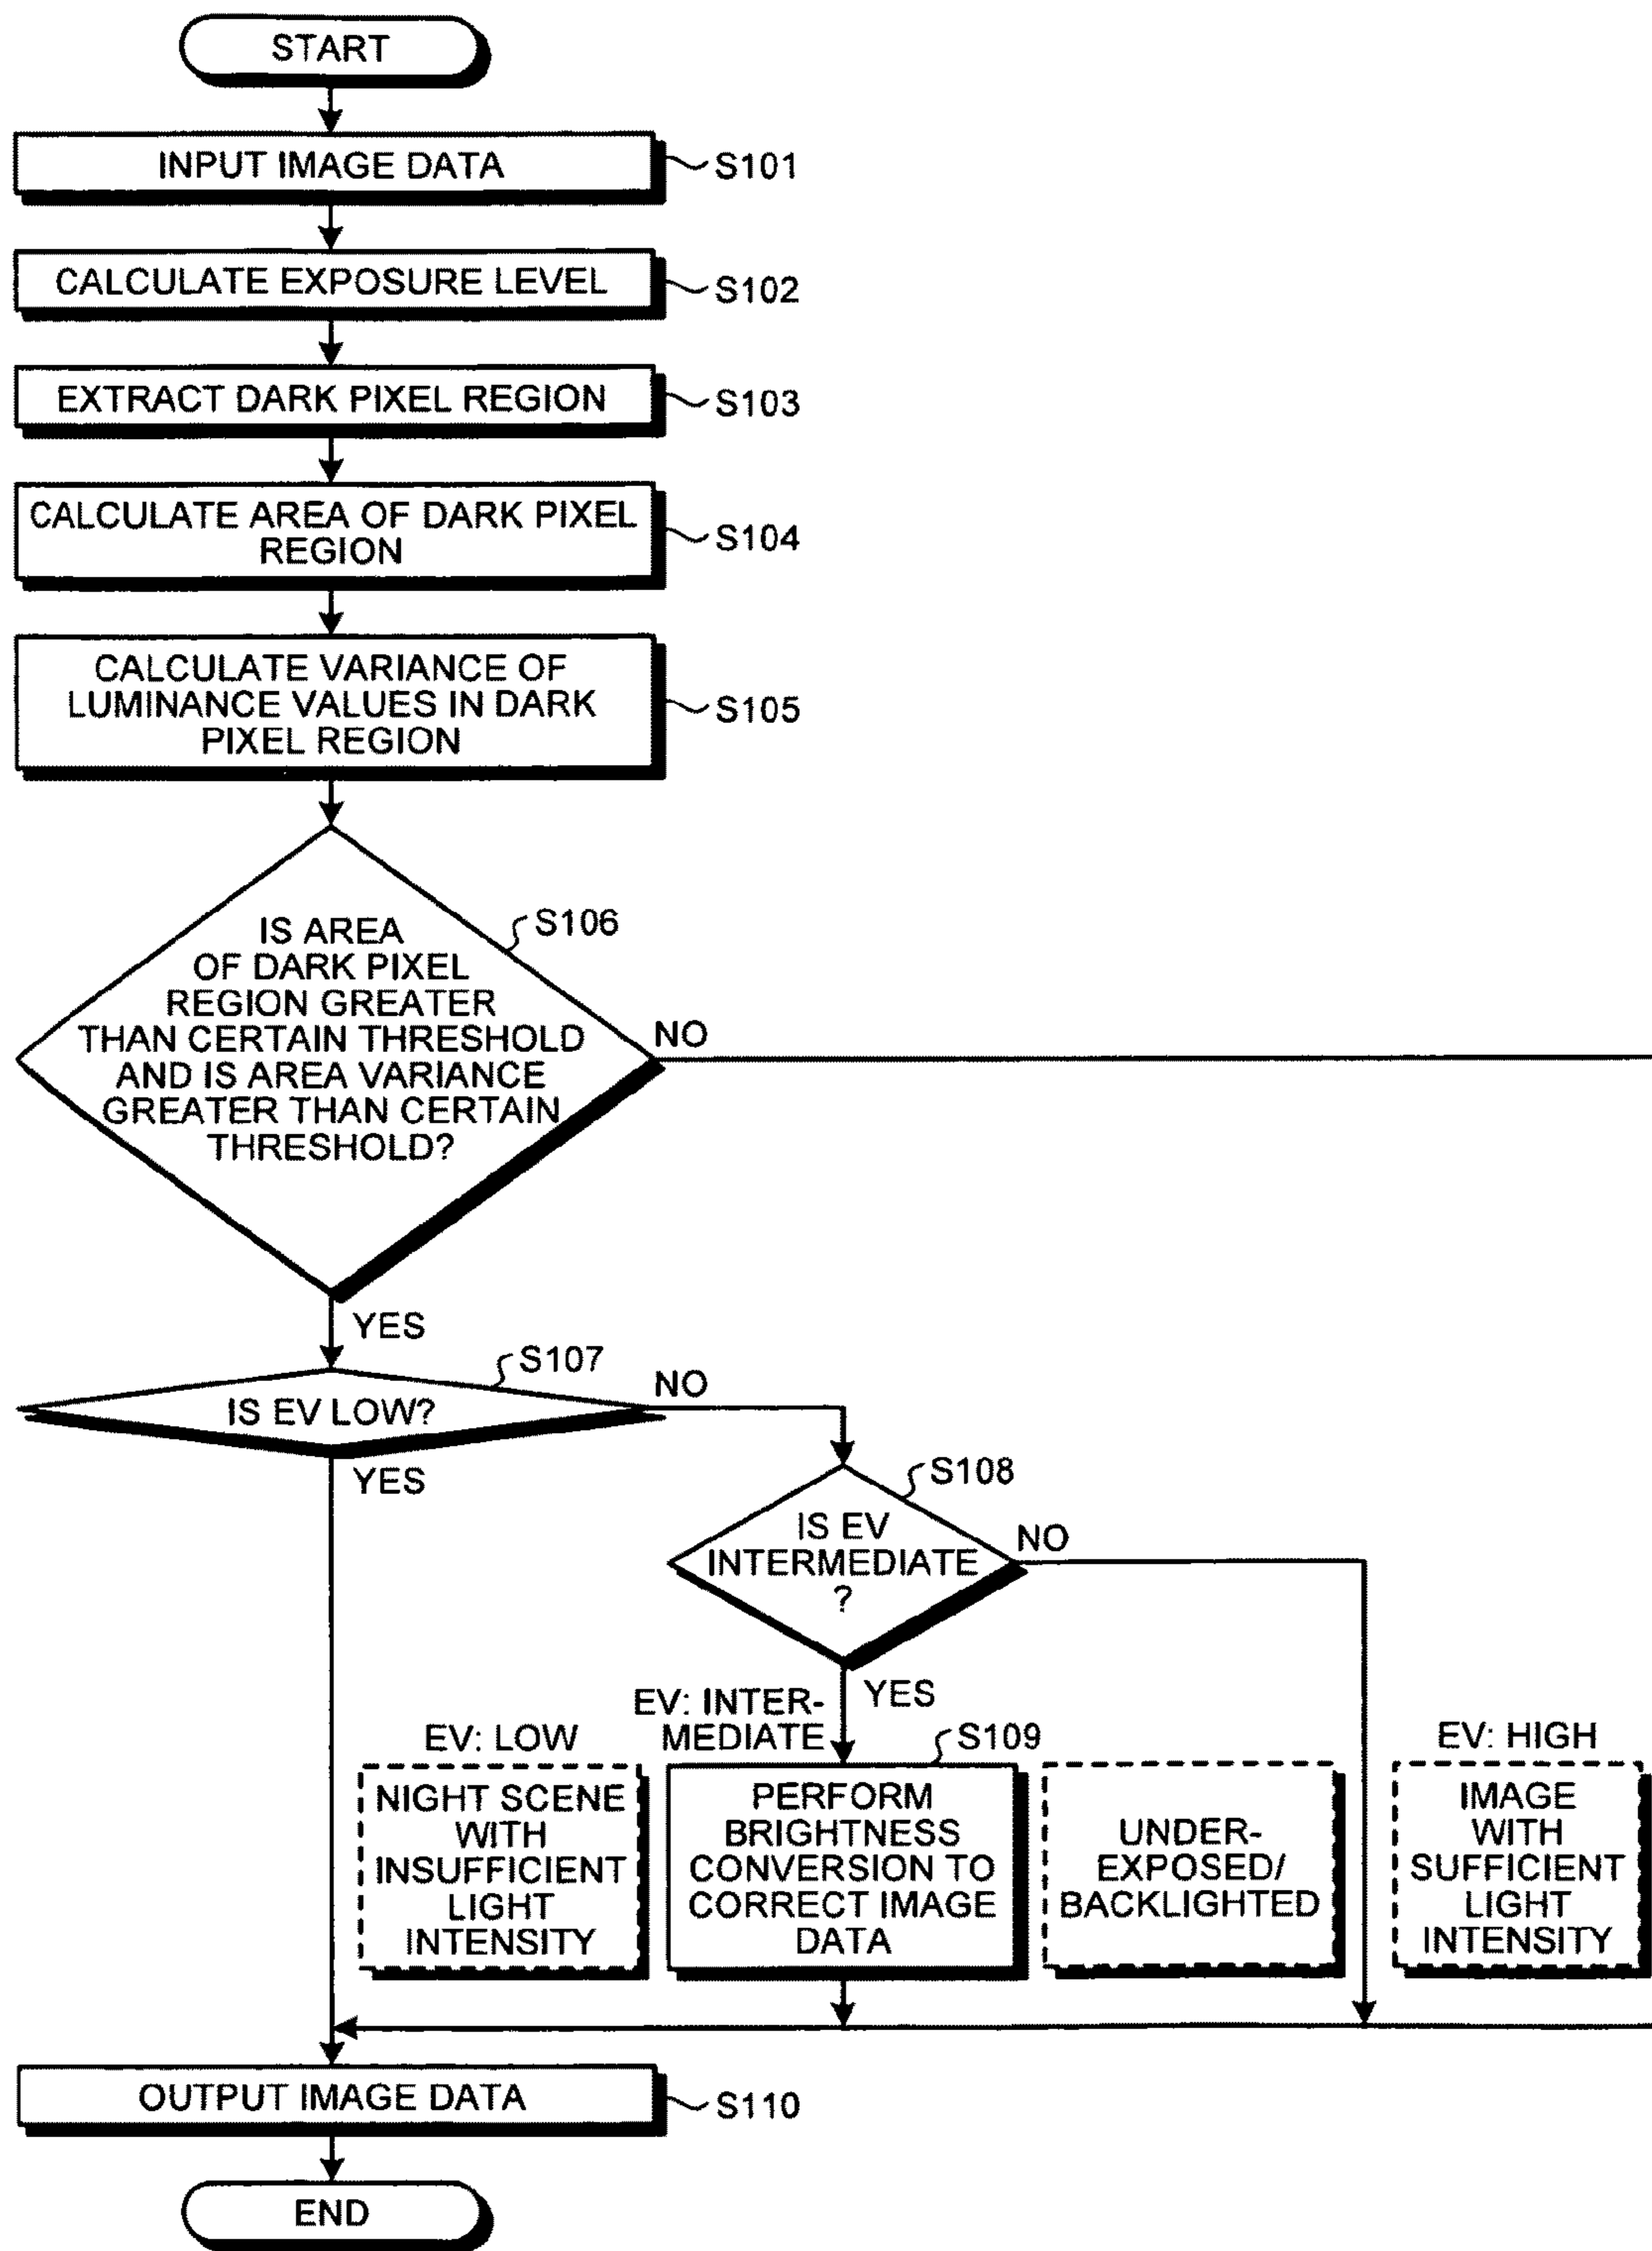 START
INPUT IMAGE DATA
S101
CALCULATE EXPOSURE LEVEL
S102
EXTRACT DARK PIXEL REGION
S103
CALCULATE AREA OF DARK PIXEL
REGION
S104
CALCULATE VARIANCE OF
LUMINANCE VALUES IN DARK
PIXEL REGION
S105
S106
IS AREA
OF DARK PIXEL
REGION GREATER
THAN CERTAIN THRESHOLD
AND IS AREA VARIANCE
GREATER THAN CERTAIN
THRESHOLD?
NO
YES
S107
IS EV LOW?
NO
YES
S108
IS EV
INTERMEDIATE
?
NO
YES
EV: LOW
NIGHT SCENE
WITH
INSUFFICIENT
LIGHT
INTENSITY
EV: INTER-
MEDIATE
S109
PERFORM
BRIGHTNESS
CONVERSION TO
CORRECT IMAGE
DATA
UNDER-
EXPOSED/
BACKLIGHTED
EV: HIGH
IMAGE
WITH
SUFFICIENT
LIGHT
INTENSITY
OUTPUT IMAGE DATA
S110
END